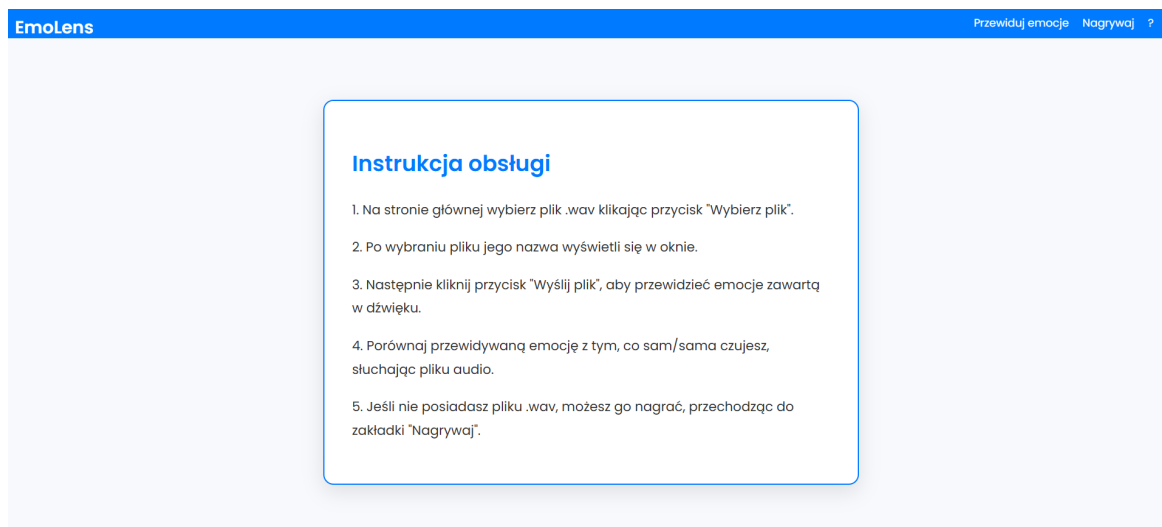 EmoLens
Przewiduj emocje Nagrywaj ?
Instrukcja obsługi
1. Na stronie głównej wybierz plik .wav klikając przycisk "Wybierz plik".
2. Po wybraniu pliku jego nazwa wyświetli się w oknie.
3. Następnie kliknij przycisk "Wyślij plik", aby przewidzieć emocje zawartą
w dźwięku.
4. Porównaj przewidywaną emocję z tym, co sam/sama czujesz,
słuchając pliku audio.
5. Jeśli nie posiadasz pliku .wav, możesz go nagrać, przechodząc do
zakładki "Nagrywaj".